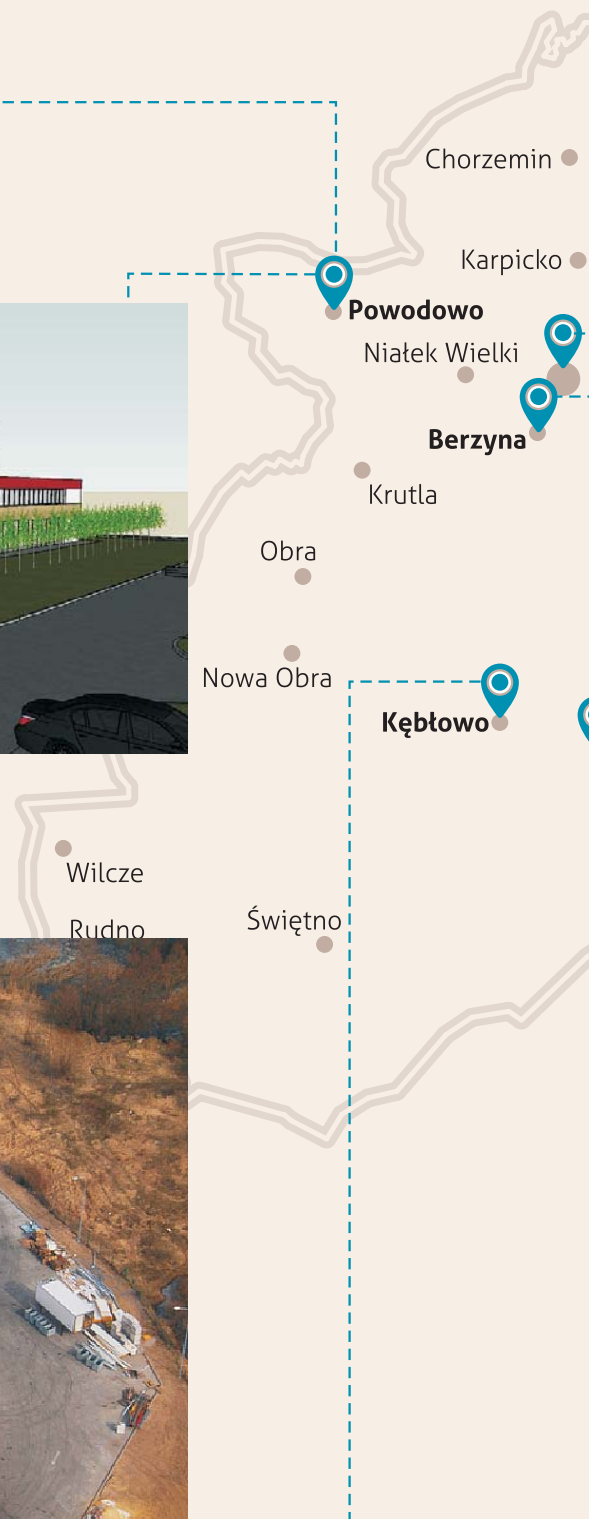 Chorzemin
Karpicko
Powodowo
Niałek Wielki
Berzyna
Krutla
Obra
Nowa Obra
Kębłowo
Wilcze
Świętno
Rudno